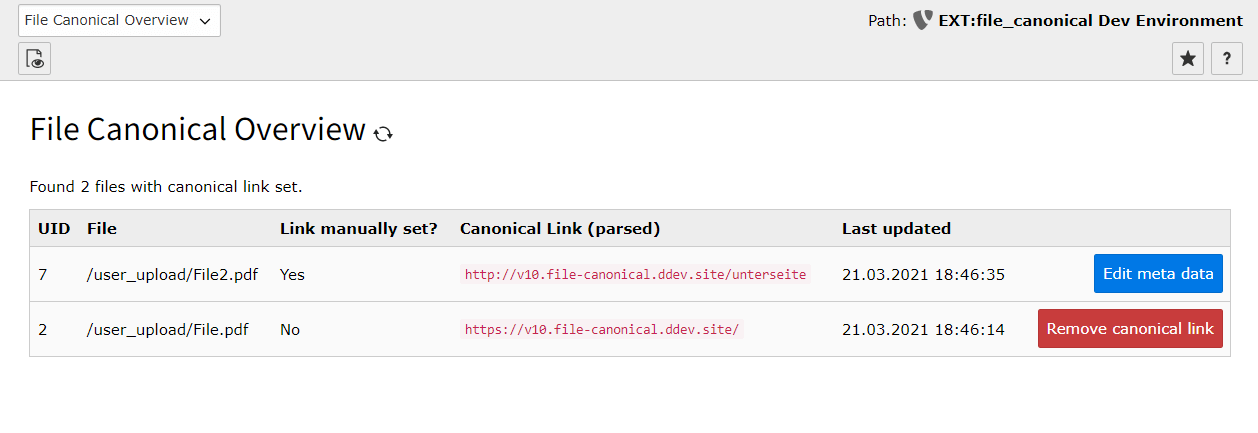 File Canonical Overview
Path: EXT:file_canonical Dev Environment
?
File Canonical Overview
Found 2 files with canonical link set.
UID File Link manually set? Canonical Link (parsed) Last updated
7 /user_upload/File2.pdf Yes http://v10.file-canonical.ddev.site/unterseite 21.03.2021 18:46:35 Edit meta data
2 /user_upload/File.pdf No https://v10.file-canonical.ddev.site/ 21.03.2021 18:46:14 Remove canonical link